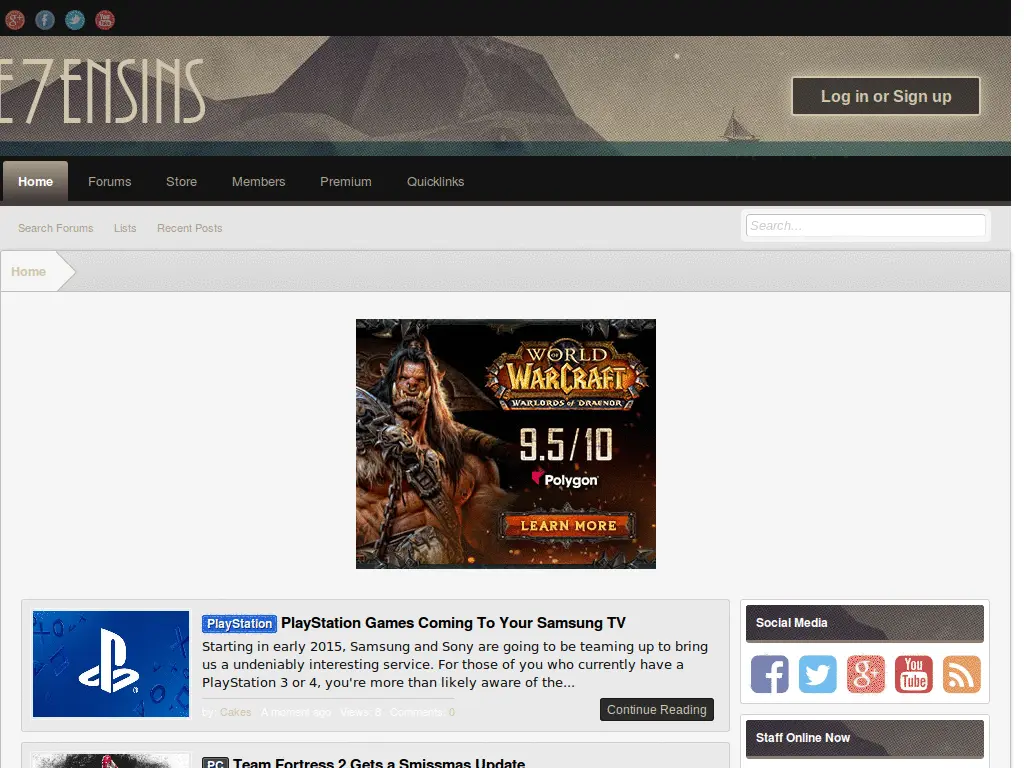 E7ENSINS
Log in or Sign up
Home Forums Store Members Premium Quicklinks
Search Forums Lists Recent Posts
Search...
Home
WORLD OF
WARCRAFT
WARLORDS of DRAENOR
9.5/10
Polygon
LEARN MORE
PlayStation PlayStation Games Coming To Your Samsung TV
Starting in early 2015, Samsung and Sony are going to be teaming up to bring
us a undeniably interesting service. For those of you who currently have a
PlayStation 3 or 4, you're more than likely aware of the...
by: Cakes A moment ago Views: 8 Comments: 0
Continue Reading
Social Media
You
Tube
Staff Online Now
PC Team Fortress 2 Gets a Smissmas Update